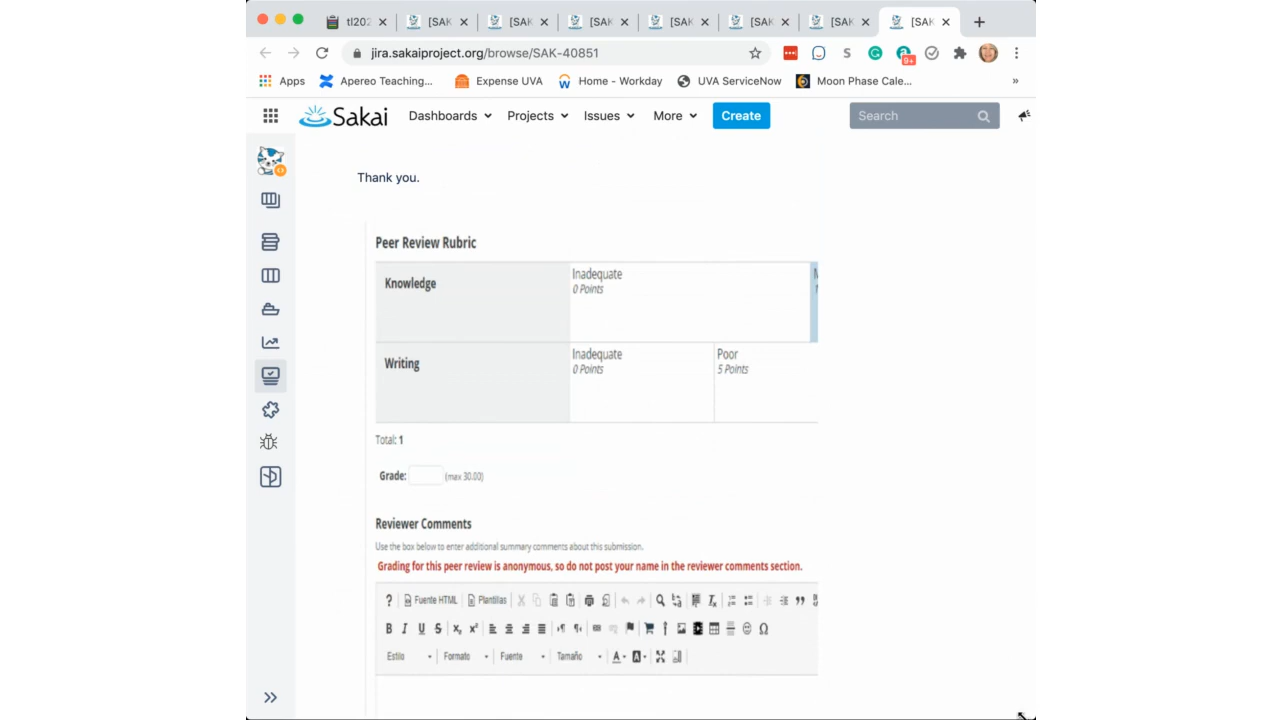 tl202 [SAK [SAK [SAK [SAK [SAK [SAK [SAK
jira.sakaiproject.org/browse/SAK-40851
S 9+
Apps Apereo Teaching... Expense UVA Home - Workday UVA ServiceNow Moon Phase Cale... »
Sakai Dashboards Projects Issues More Create Search
Thank you.
Peer Review Rubric
Knowledge
Inadequate
0 Points
Writing
Inadequate
0 Points
Poor
5 Points
Total: 1
Grade: (max 30.00)
Reviewer Comments
Use the box below to enter additional summary comments about this submission.
Grading for this peer review is anonymous, so do not post your name in the reviewer comments section.
? Fuente HTML Plantillas
B I U S x₂ x² Ω
Estilo Formato Fuente Tamaño A A